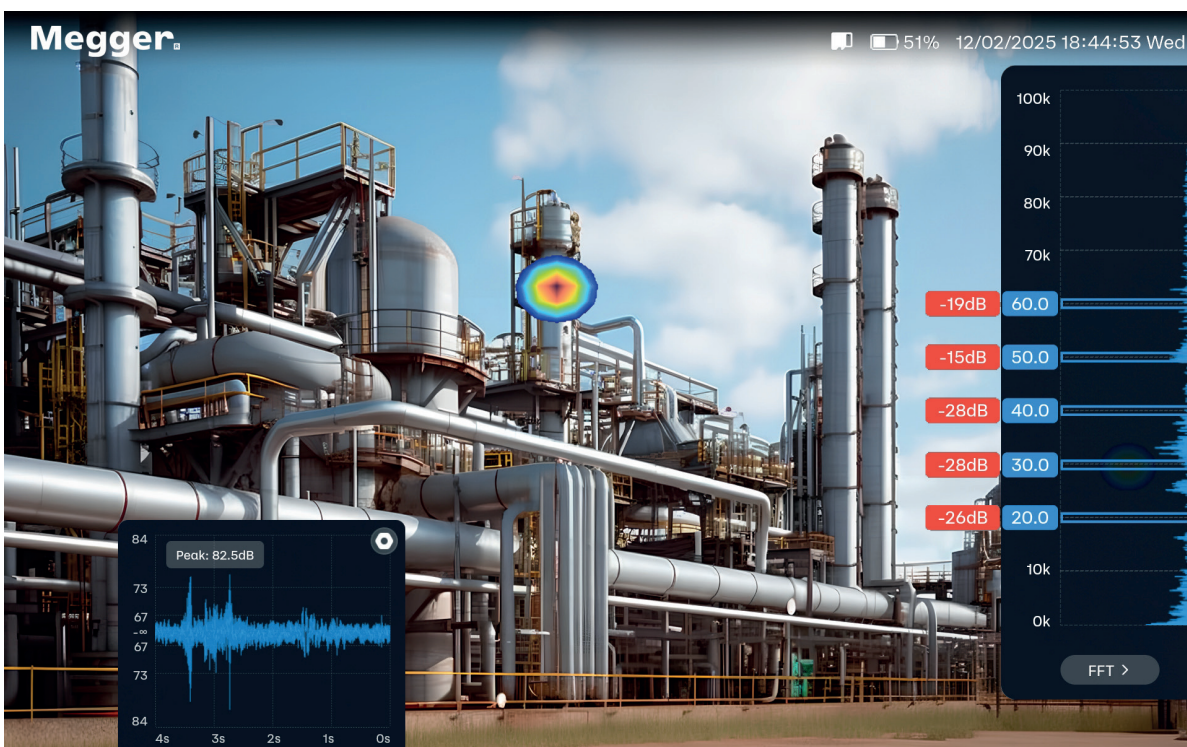 Megger
51% 12/02/2025 18:44:53 Wed
100k
90k
80k
70k
-19dB 60.0
-15dB 50.0
-28dB 40.0
-28dB 30.0
-26dB 20.0
10k
0k
FFT >
84
Peak: 82.5dB
73
67
-∞
67
73
84
4s 3s 2s 1s 0s